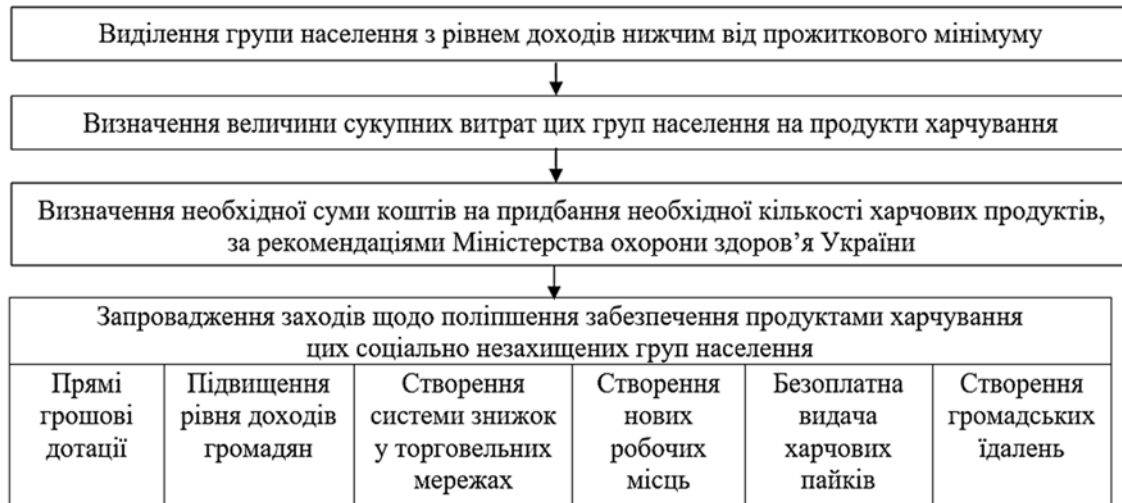 Виділення групи населення з рівнем доходів нижчим від прожиткового мінімуму
Визначення величини сукупних витрат цих груп населення на продукти харчування
Визначення необхідної суми коштів на придбання необхідної кількості харчових продуктів,
за рекомендаціями Міністерства охорони здоров’я України
Запровадження заходів щодо поліпшення забезпечення продуктами харчування
цих соціально незахищених груп населення
Прямі
грошові
дотації
Підвищення
рівня доходів
громадян
Створення
системи знижок
у торговельних
мережах
Створення
нових
робочих
місць
Безоплатна
видача
харчових
пайків
Створення
громадських
їдалень